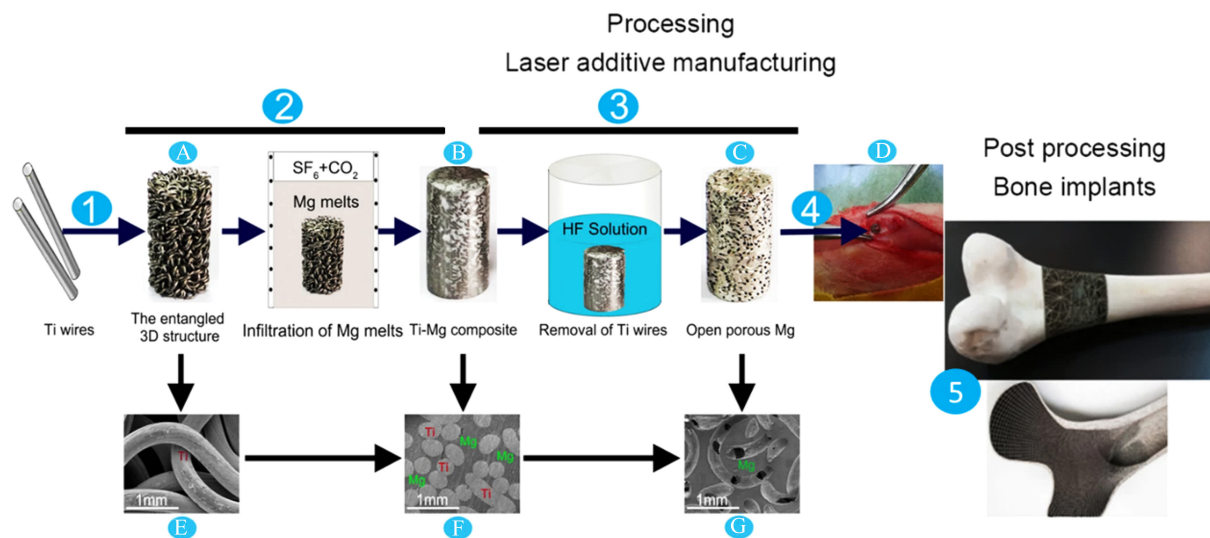 Processing
Laser additive manufacturing
2
3
A
B
C
D
SF6+CO2
Mg melts
HF Solution
1
4
Post processing
Bone implants
Ti wires
The entangled
3D structure
Infiltration of Mg melts
Ti-Mg composite
Removal of Ti wires
Open porous Mg
5
Ti
1mm
Ti
Mg
Ti
Mg
Mg
Ti
1mm
Mg
1mm
E
F
G